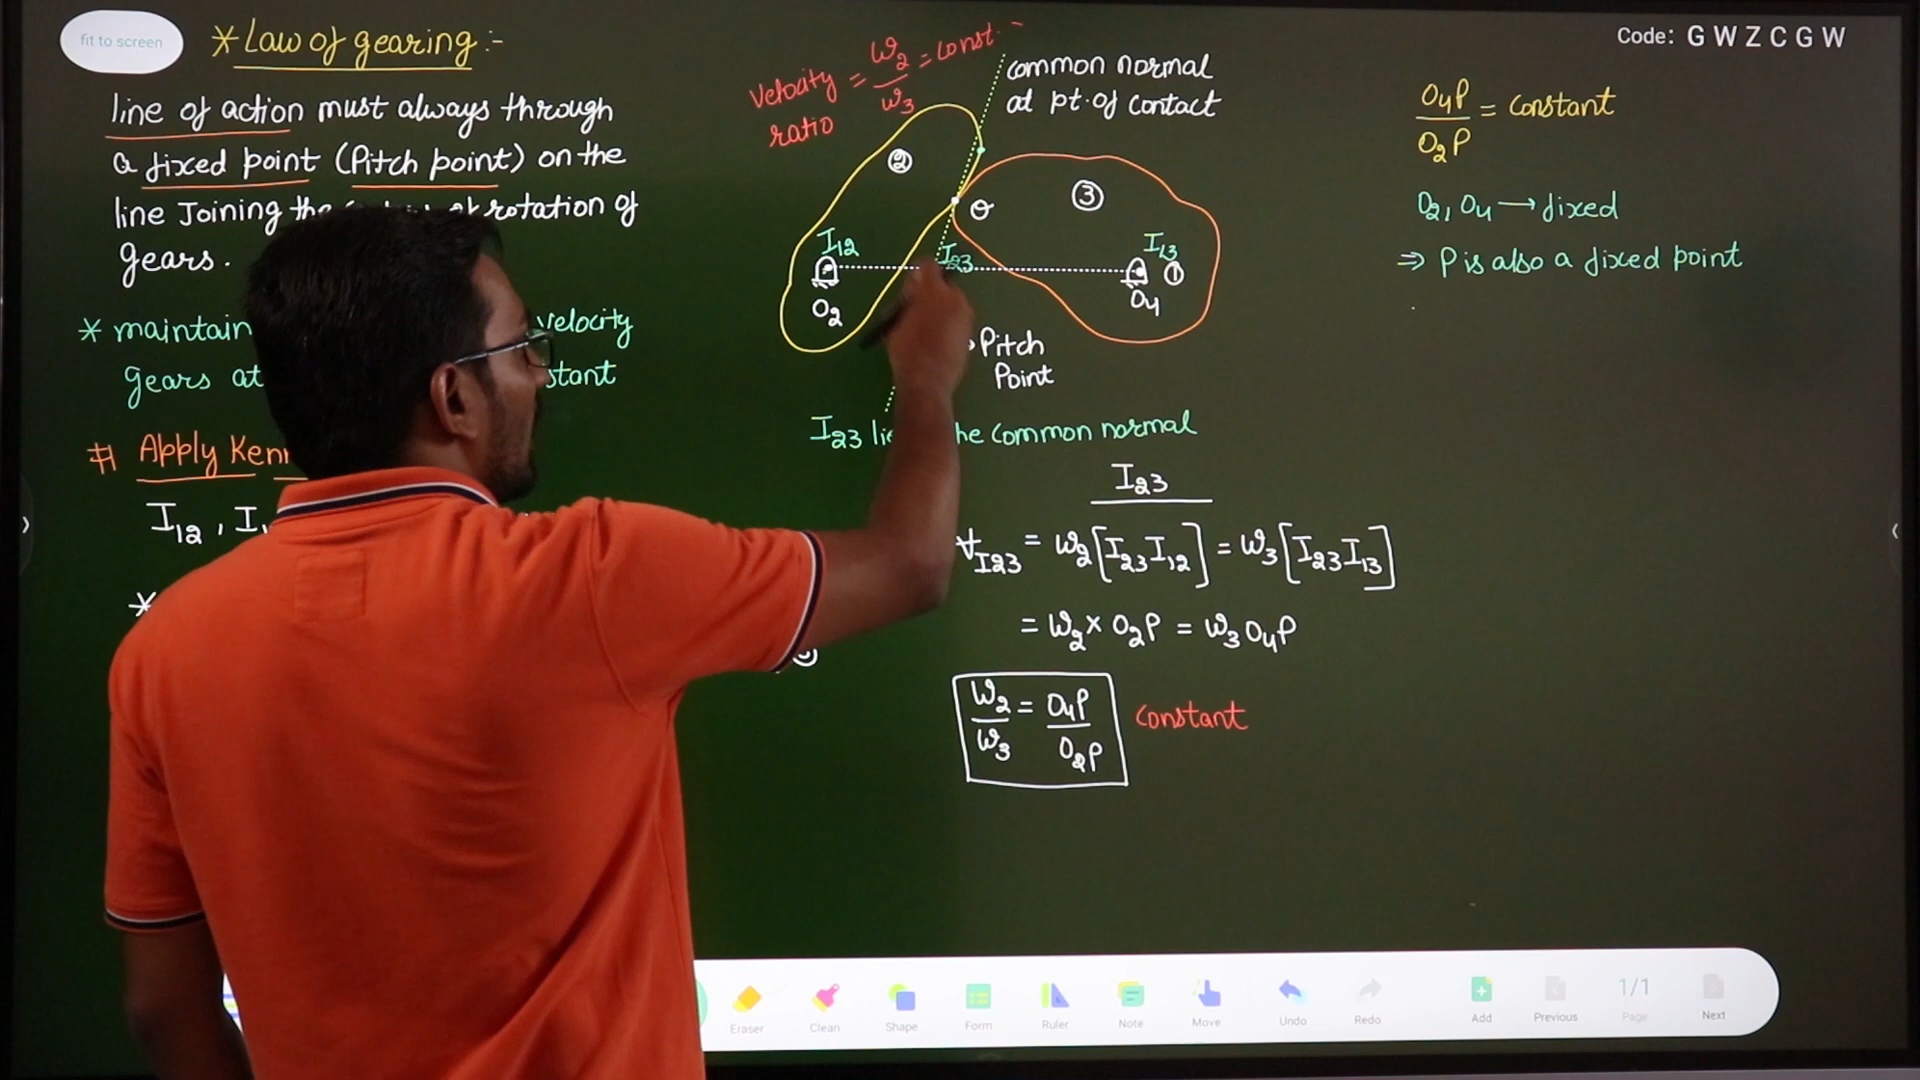 fit to screen
* Law of gearing :-
line of action must always through
a fixed point (Pitch point) on the
line Joining the rotation of
gears.
* maintain velocity
gears at
# Apply
I12, I
*
Velocity ratio = ω2/ω3 = const.
common normal
at pt. of contact
2
3
O
I12
I23
I13
1
O2
O4
Pitch
Point
I23 the common normal
I23
VI23 = ω2[I23I12] = ω3[I23I13]
= ω2 x O2P = ω3 O4P
ω2/ω3 = O4P/O2P constant
Code: GWZCGW
O4P/O2P = constant
O2, O4 → fixed
⇒ P is also a fixed point
Eraser
Clean
Shape
Form
Ruler
Note
Move
Undo
Redo
Add
Previous
1/1
Page
Next